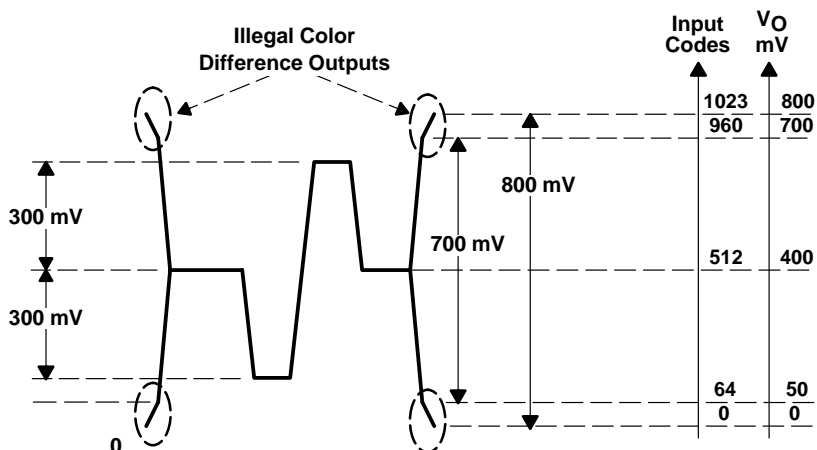 Illegal Color
Difference Outputs
Input
Codes
VO
mV
1023 800
960 700
300 mV
800 mV
700 mV
512 400
300 mV
64 50
0 0
0